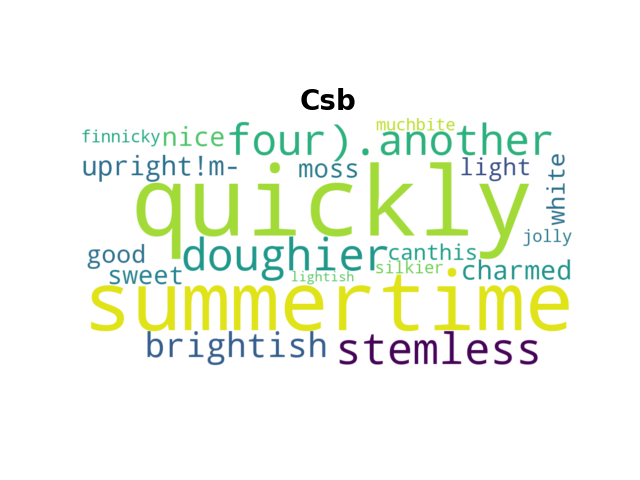 Csb
muchbite
finnicky nice four).another
upright!m- moss light white
quickly
jolly
good doughier canthis
sweet lightish silkier charmed
summertime
brightish stemless